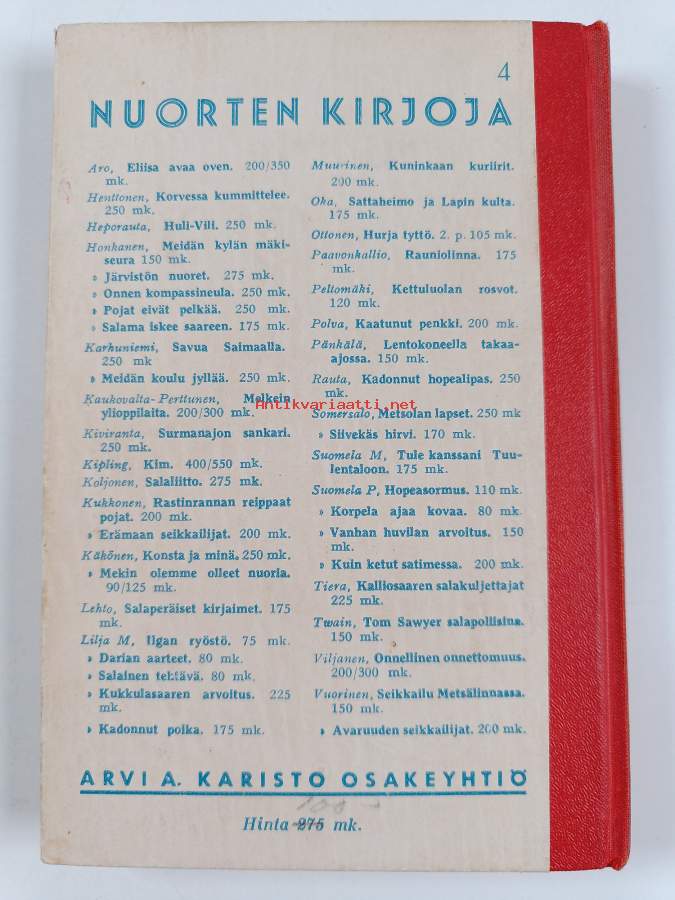 4
NUORTEN KIRJOJA
Aro, Eliisa avaa oven. 200/350
mk.
Henttonen, Korvessa kummittelee.
250 mk.
Heporauta, Huli-Vili. 250 mk.
Honkanen, Meidän kylän mäki-
seura 150 mk.
» Järvistön nuoret. 275 mk.
» Onnen kompassineula. 250 mk.
» Pojat eivät pelkää. 250 mk.
» Salama iskee saareen. 175 mk.
Karhuniemi, Savua Saimaalla.
250 mk
» Meidän koulu jyllää. 250 mk.
Kaukovalta-Perttunen, Melkein
ylioppilaita. 200/300 mk.
Kiviranta, Surmanajon sankari.
250 mk.
Kipling, Kim. 400/550 mk.
Koljonen, Salaliitto. 275 mk.
Kukkonen, Rastinrannan reippaat
pojat. 200 mk.
» Erämaan seikkailijat. 200 mk.
Käkönen, Konsta ja minä. 250 mk.
» Mekin olemme olleet nuoria.
90/125 mk.
Lehto, Salaperäiset kirjaimet. 175
mk.
Lilja M, Ilgan ryöstö. 75 mk.
» Darian aarteet. 80 mk.
» Salainen tehtävä. 80 mk.
» Kukkulasaaren arvoitus. 225
mk.
» Kadonnut poika. 175 mk.
Muurinen, Kuninkaan kuriirit.
200 mk.
Oka, Sattaheimo ja Lapin kulta.
175 mk.
Ottonen, Hurja tyttö. 2. p. 105 mk.
Paavonkallio, Rauniolinna. 175
mk.
Peltomäki, Kettuluolan rosvot.
120 mk.
Polva, Kaatunut penkki. 200 mk.
Pänkälä, Lentokoneella takaa-
ajossa. 150 mk.
Rauta, Kadonnut hopealipas. 250
mk.
Somersalo, Metsolan lapset. 250 mk
» Siivekäs hirvi. 170 mk.
Suomela M, Tule kanssani Tuu-
lentaloon. 175 mk.
Suomela P, Hopeasormus. 110 mk.
» Korpela ajaa kovaa. 80 mk.
» Vanhan huvilan arvoitus. 150
mk.
» Kuin ketut satimessa. 200 mk.
Tiera, Kalliosaaren salakuljettajat
225 mk.
Twain, Tom Sawyer salapoliisina.
150 mk.
Viljanen, Onnellinen onnettomuus.
200/300 mk.
Vuorinen, Seikkailu Metsälinnassa.
150 mk.
» Avaruuden seikkailijat. 200 mk.
Antikvariaatti.net
ARVI A. KARISTO OSAKEYHTIÖ
100 -
Hinta 275 mk.